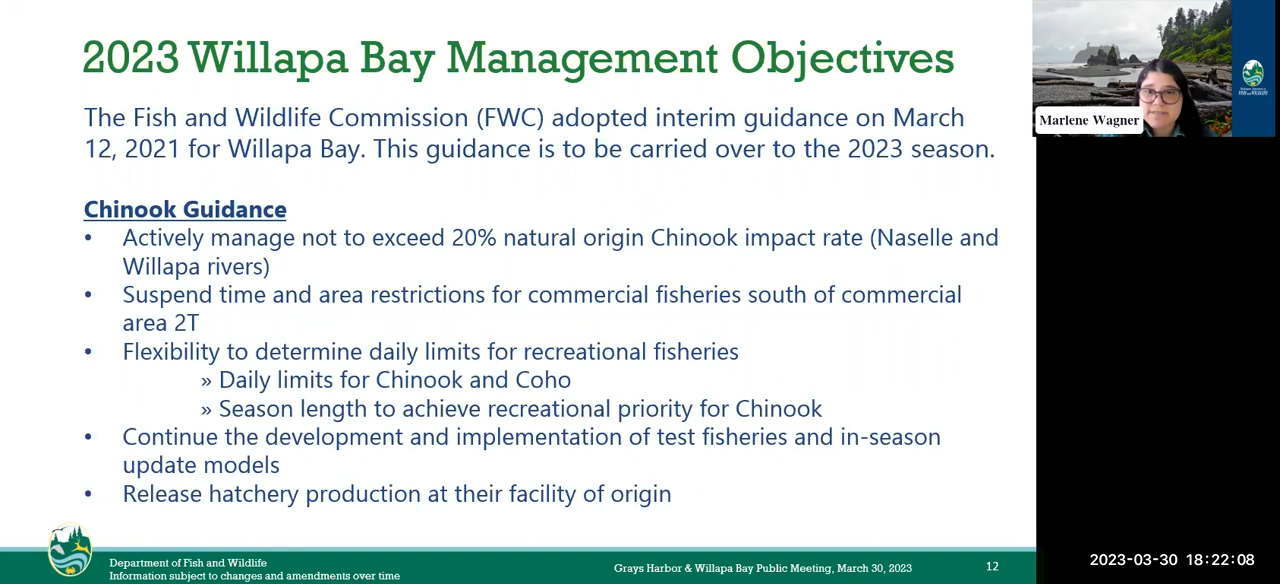 2023 Willapa Bay Management Objectives
The Fish and Wildlife Commission (FWC) adopted interim guidance on March
12, 2021 for Willapa Bay. This guidance is to be carried over to the 2023 season.
Chinook Guidance
• Actively manage not to exceed 20% natural origin Chinook impact rate (Naselle and
Willapa rivers)
• Suspend time and area restrictions for commercial fisheries south of commercial
area 2T
• Flexibility to determine daily limits for recreational fisheries
» Daily limits for Chinook and Coho
» Season length to achieve recreational priority for Chinook
• Continue the development and implementation of test fisheries and in-season
update models
• Release hatchery production at their facility of origin
Department of Fish and Wildlife
Information subject to changes and amendments over time
Grays Harbor & Willapa Bay Public Meeting, March 30, 2023
12
Marlene Wagner
2023-03-30 18:22:08